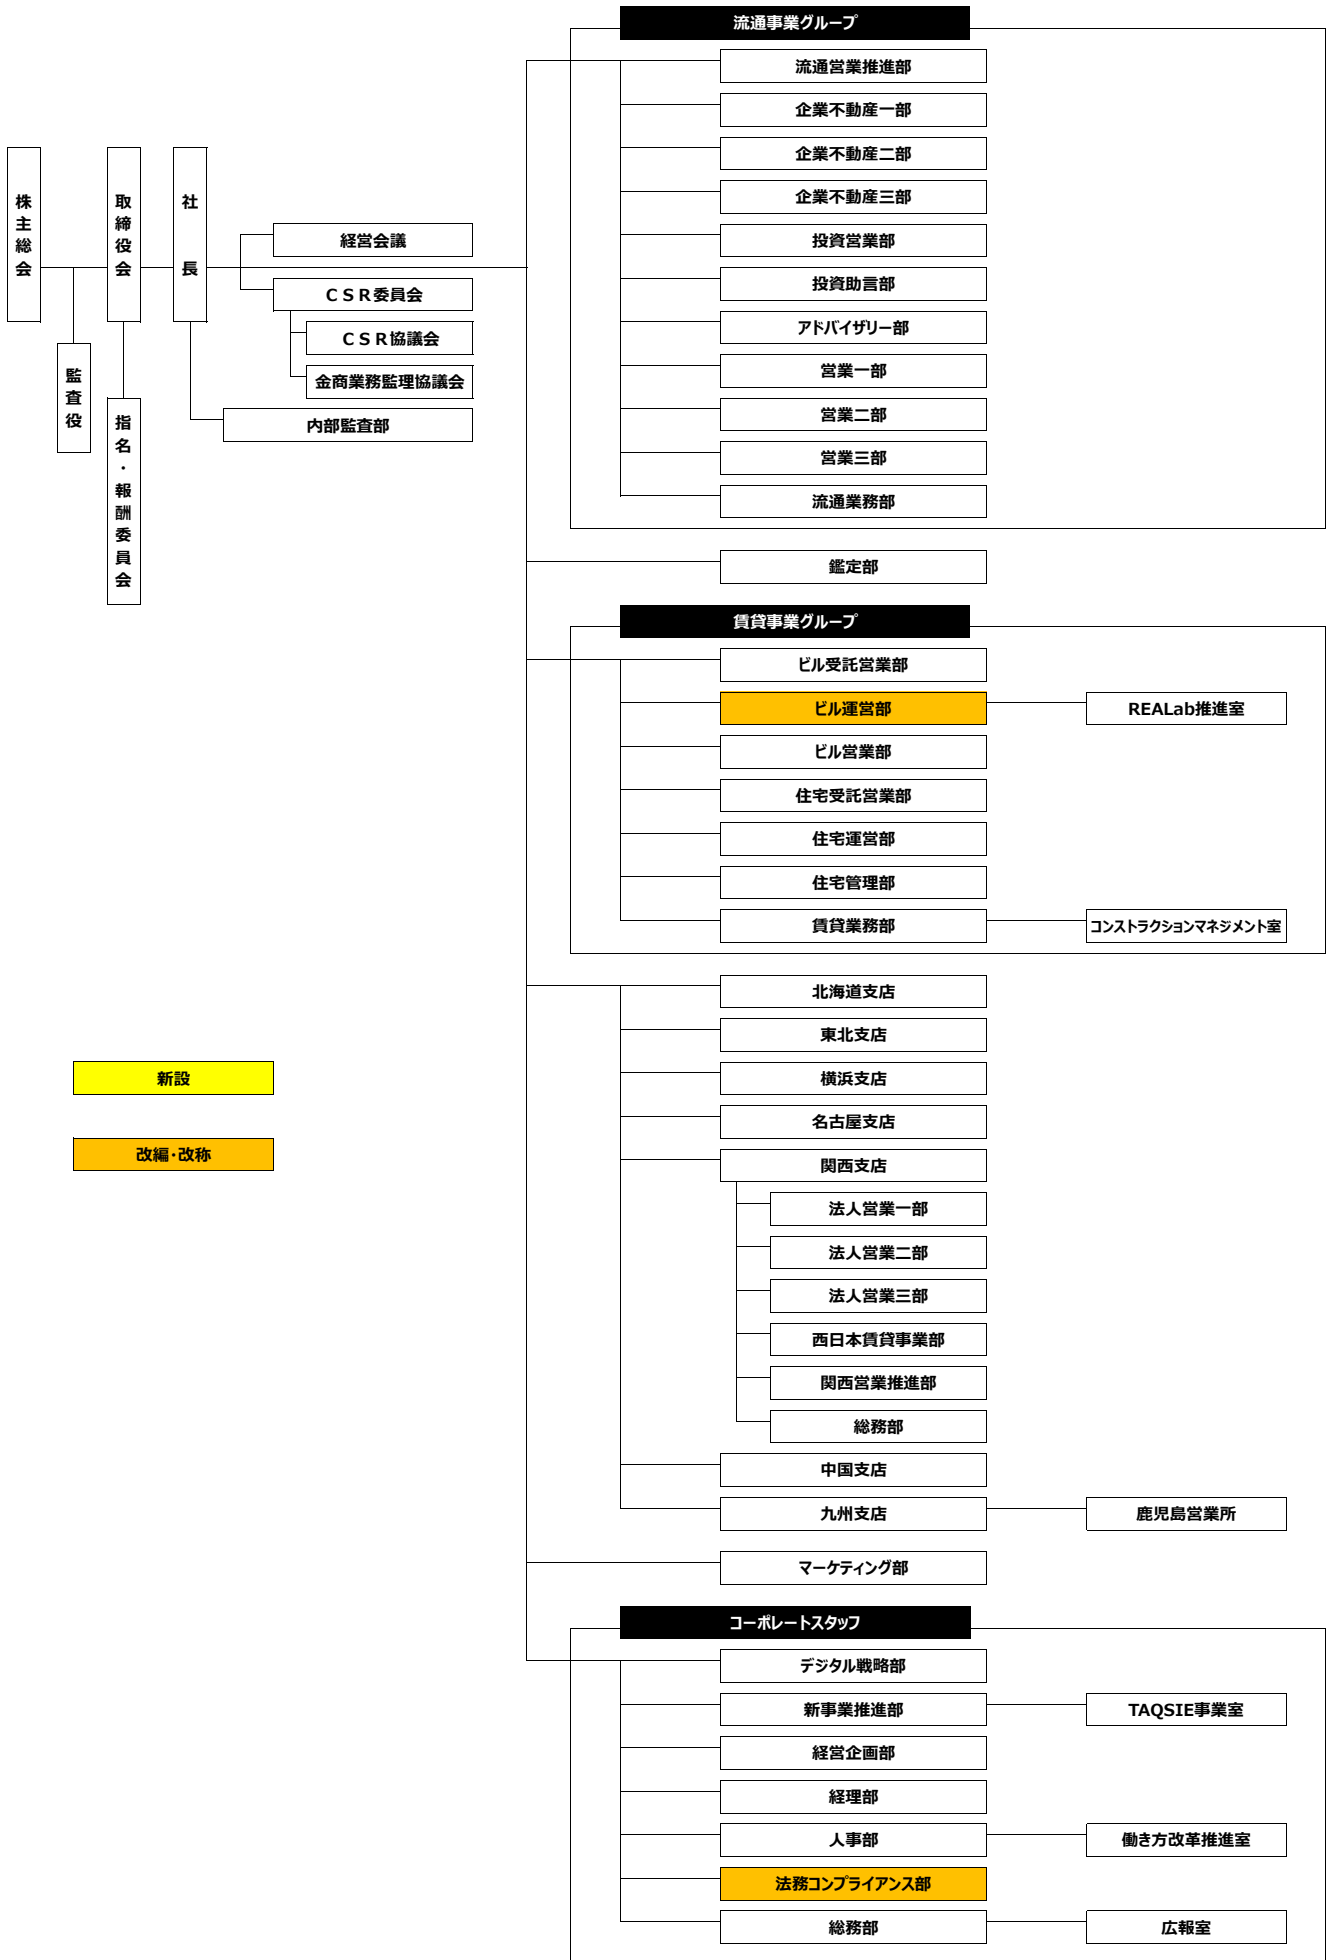 株主総会
監査役
取締役会
指名・報酬委員会
社長
経営会議
ＣＳＲ委員会
ＣＳＲ協議会
金商業務監理協議会
内部監査部
流通事業グループ
流通営業推進部
企業不動産一部
企業不動産二部
企業不動産三部
投資営業部
投資助言部
アドバイザリー部
営業一部
営業二部
営業三部
流通業務部
鑑定部
賃貸事業グループ
ビル受託営業部
ビル運営部
REALab推進室
ビル営業部
住宅受託営業部
住宅運営部
住宅管理部
賃貸業務部
コンストラクションマネジメント室
北海道支店
東北支店
横浜支店
名古屋支店
関西支店
法人営業一部
法人営業二部
法人営業三部
西日本賃貸事業部
関西営業推進部
総務部
中国支店
九州支店
鹿児島営業所
マーケティング部
コーポレートスタッフ
デジタル戦略部
新事業推進部
TAQSIE事業室
経営企画部
経理部
人事部
働き方改革推進室
法務コンプライアンス部
総務部
広報室
新設
改編・改称